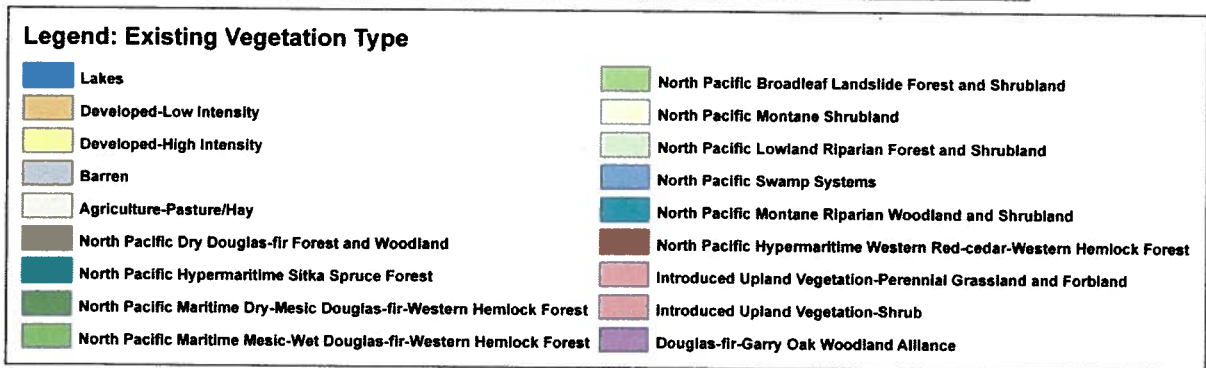 Legend: Existing Vegetation Type
Lakes
Developed-Low Intensity
Developed-High Intensity
Barren
Agriculture-Pasture/Hay
North Pacific Dry Douglas-fir Forest and Woodland
North Pacific Hypermaritime Sitka Spruce Forest
North Pacific Maritime Dry-Mesic Douglas-fir-Western Hemlock Forest
North Pacific Maritime Mesic-Wet Douglas-fir-Western Hemlock Forest
North Pacific Broadleaf Landslide Forest and Shrubland
North Pacific Montane Shrubland
North Pacific Lowland Riparian Forest and Shrubland
North Pacific Swamp Systems
North Pacific Montane Riparian Woodland and Shrubland
North Pacific Hypermaritime Western Red-cedar-Western Hemlock Forest
Introduced Upland Vegetation-Perennial Grassland and Forbland
Introduced Upland Vegetation-Shrub
Douglas-fir-Garry Oak Woodland Alliance